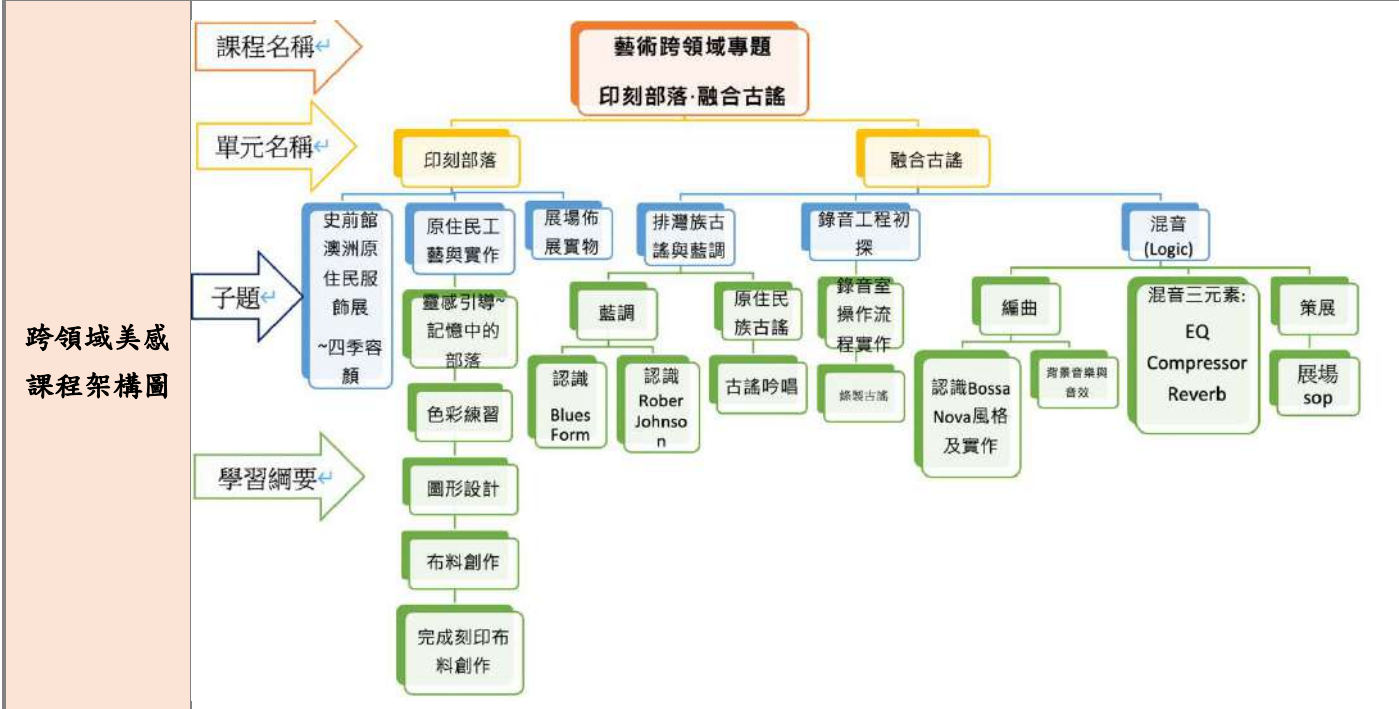 跨領域美感
課程架構圖
課程名稱↵
藝術跨領域專題
印刻部落·融合古謠
單元名稱↵
印刻部落
融合古謠
子題↵
史前館
澳洲原
住民服
飾展
~四季容
顏
原住民工
藝與實作
展場佈
展實物
排灣族古
謠與藍調
錄音工程初
探
混音
(Logic)
學習綱要↵
靈感引導~
記憶中的
部落
色彩練習
圖形設計
布料創作
完成刻印布
料創作
藍調
認識
Blues
Form
認識
Rober
Johnso
n
原住民
族古謠
古謠吟唱
錄音室
操作流
程實作
錄製古謠
編曲
認識Bossa
Nova風格
及實作
背景音樂與
音效
混音三元素:
EQ
Compressor
Reverb
策展
展場
sop